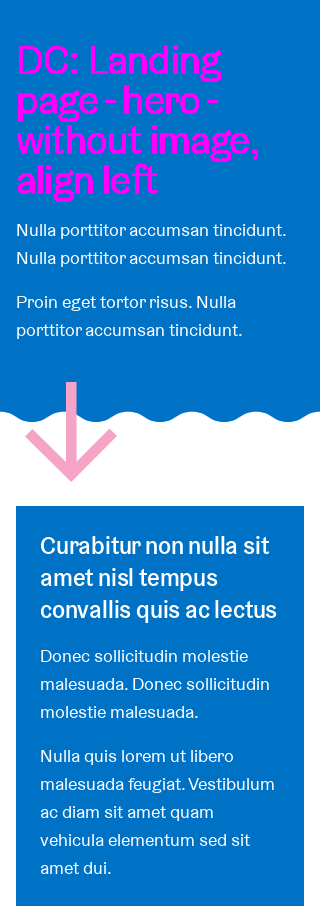 DC: Landing
page - hero -
without image,
align left
Nulla porttitor accumsan tincidunt.
Nulla porttitor accumsan tincidunt.
Proin eget tortor risus. Nulla
porttitor accumsan tincidunt.
Curabitur non nulla sit
amet nisl tempus
convallis quis ac lectus
Donec sollicitudin molestie
malesuada. Donec sollicitudin
molestie malesuada.
Nulla quis lorem ut libero
malesuada feugiat. Vestibulum
ac diam sit amet quam
vehicula elementum sed sit
amet dui.